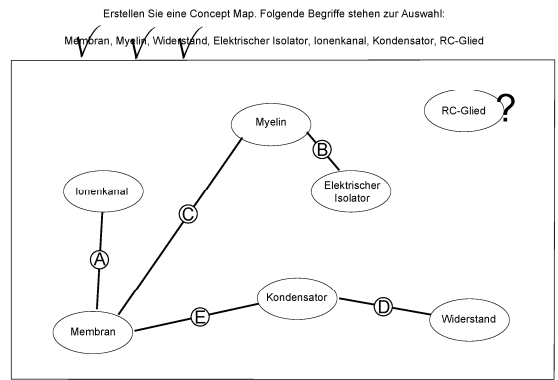 Erstellen Sie eine Concept Map. Folgende Begriffe stehen zur Auswahl:
Membran, Myelin, Widerstand, Elektrischer Isolator, Ionenkanal, Kondensator, RC-Glied
RC-Glied ?
Myelin
B
Elektrischer
Isolator
Ionenkanal
C
A
Kondensator
D
E
Widerstand
Membran